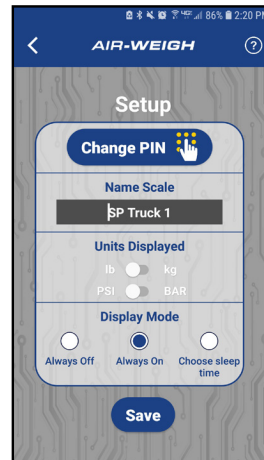 86% 2:20 PM
AIR-WEIGH ?
Setup
Change PIN
Name Scale
SP Truck 1
Units Displayed
lb kg
PSI BAR
Display Mode
Always Off Always On Choose sleep
time
Save